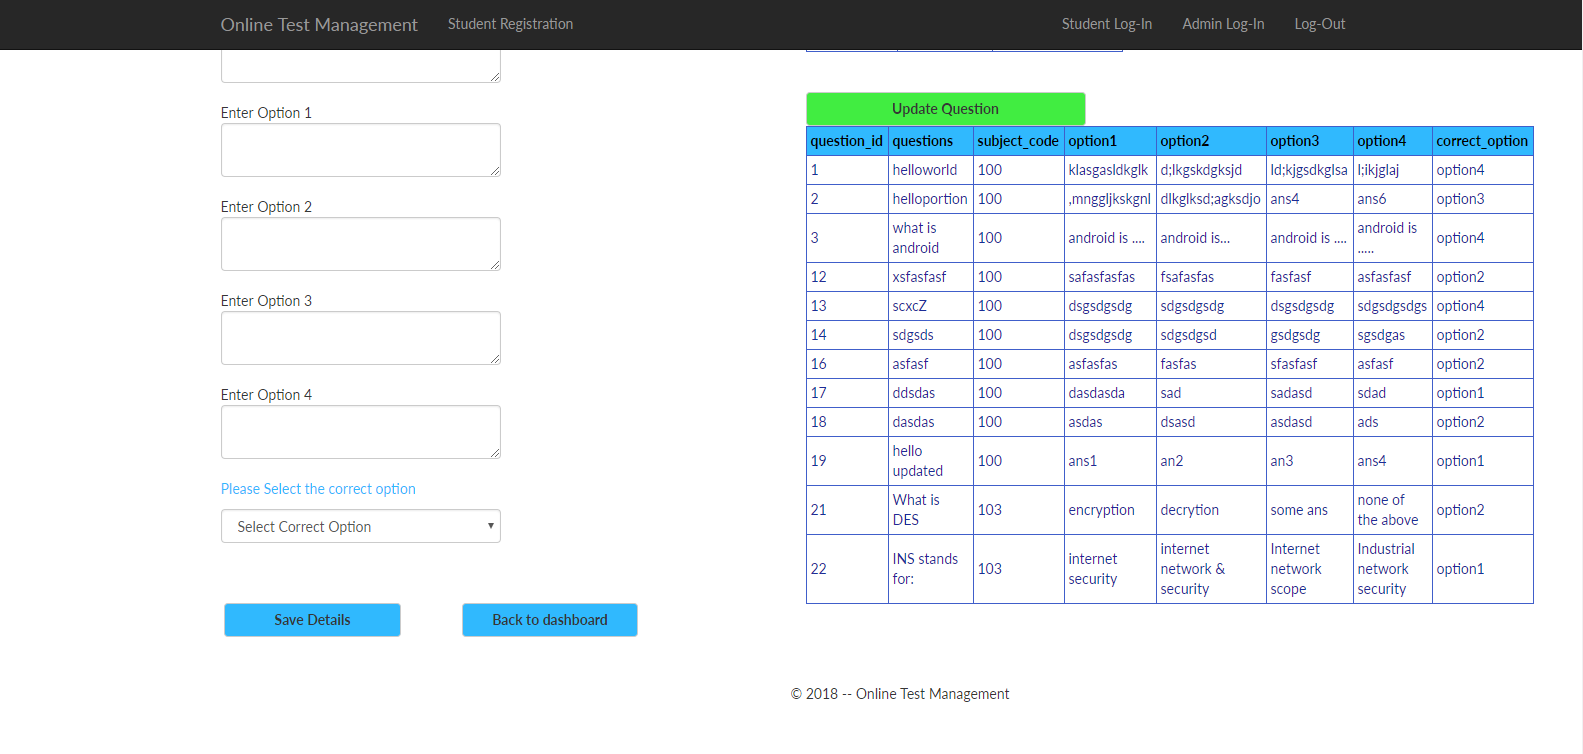 Online Test Management Student Registration Student Log-In Admin Log-In Log-Out
Enter Option 1
Enter Option 2
Enter Option 3
Enter Option 4
Please Select the correct option
Select Correct Option
Save Details Back to dashboard
Update Question
question_id questions subject_code option1 option2 option3 option4 correct_option
1 helloworld 100 klasgasldkglk d;lkgskdgksjd ld;kjgsdkglsa l;ikjglaj option4
2 helloportion 100 ,mnggljkskgnl dlkglksd;agksdjo ans4 ans6 option3
3 what is android 100 android is .... android is... android is .... android is ..... option4
12 xsfasfasf 100 safasfasfas fsafasfas fasfasf asfasfasf option2
13 scxcZ 100 dsgsdgsdg sdgsdgsdg dsgsdgsdg sdgsdgsdgs option4
14 sdgsds 100 dsgsdgsdg sdgsdgsd gsdgsdg sgsdgas option2
16 asfasf 100 asfasfas fasfas sfasfasf asfasf option2
17 ddsdas 100 dasdasda sad sadasd sdad option1
18 dasdas 100 asdas dsasd asdasd ads option2
19 hello updated 100 ans1 an2 an3 ans4 option1
21 What is DES 103 encryption decrytion some ans none of the above option2
22 INS stands for: 103 internet security internet network & security Internet network scope Industrial network security option1
© 2018 -- Online Test Management